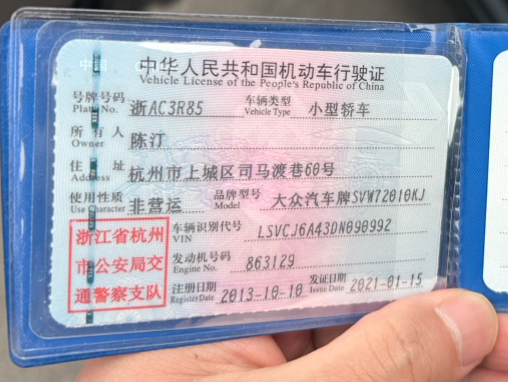 中华人民共和国机动车行驶证
Vehicle License of the People's Republic of China
号牌号码 浙AC3R85 车辆类型 小型轿车
Plate No. Vehicle Type
所有人 陈汀
Owner
住址 杭州市上城区司马渡巷60号
Address
使用性质 非营运 品牌型号 大众汽车牌SVW72010KJ
Use Character Model
浙江省杭州
市公安局交
通警察支队
车辆识别代号 LSVCJ6A43DN090992
VIN
发动机号码 863129
Engine No.
注册日期 2013-10-10 发证日期 2021-01-15
Register Date Issue Date